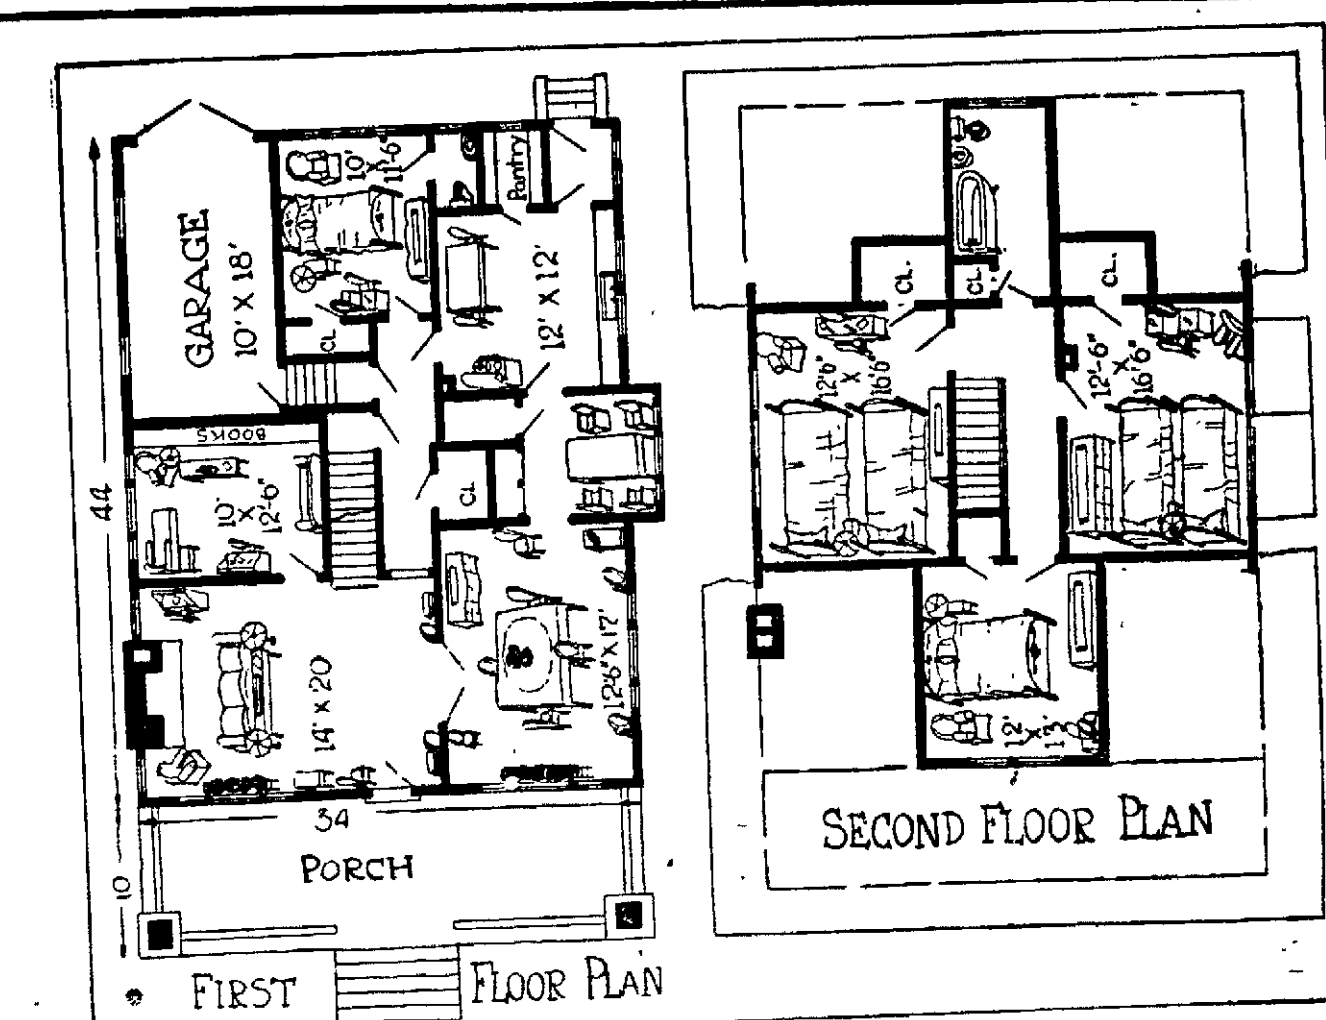 GARAGE
10' X 18'
10'
X
11-6"
Pantry
CL
12' X 12'
BOOKS
10'
X
12'-6"
CL
44
14' X 20
12'6" X 17'
34
PORCH
10
FIRST FLOOR PLAN
CL.
CL.
CL.
12'6"
X
16'6"
12'-6"
X
16'6"
12'
X
13'
SECOND FLOOR PLAN